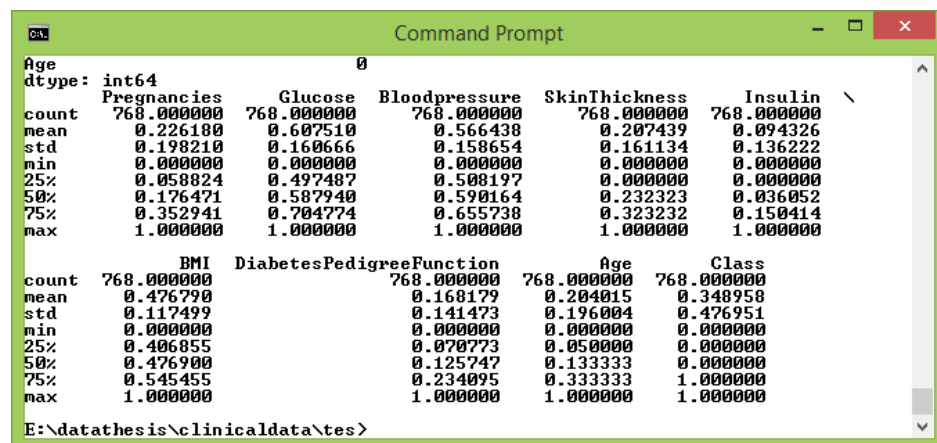 Command Prompt
Age 0
dtype: int64
Pregnancies Glucose Bloodpressure SkinThickness Insulin \
count 768.000000 768.000000 768.000000 768.000000 768.000000
mean 0.226180 0.607510 0.566438 0.207439 0.094326
std 0.198210 0.160666 0.158654 0.161134 0.136222
min 0.000000 0.000000 0.000000 0.000000 0.000000
25% 0.058824 0.497487 0.508197 0.000000 0.000000
50% 0.176471 0.587940 0.590164 0.232323 0.036052
75% 0.352941 0.704774 0.655738 0.323232 0.150414
max 1.000000 1.000000 1.000000 1.000000 1.000000
BMI DiabetesPedigreeFunction Age Class
count 768.000000 768.000000 768.000000 768.000000
mean 0.476790 0.168179 0.204015 0.348958
std 0.117499 0.141473 0.196004 0.476951
min 0.000000 0.000000 0.000000 0.000000
25% 0.406855 0.070773 0.050000 0.000000
50% 0.476900 0.125747 0.133333 0.000000
75% 0.545455 0.234095 0.333333 1.000000
max 1.000000 1.000000 1.000000 1.000000
E:\datathesis\clinicaldata\tes>